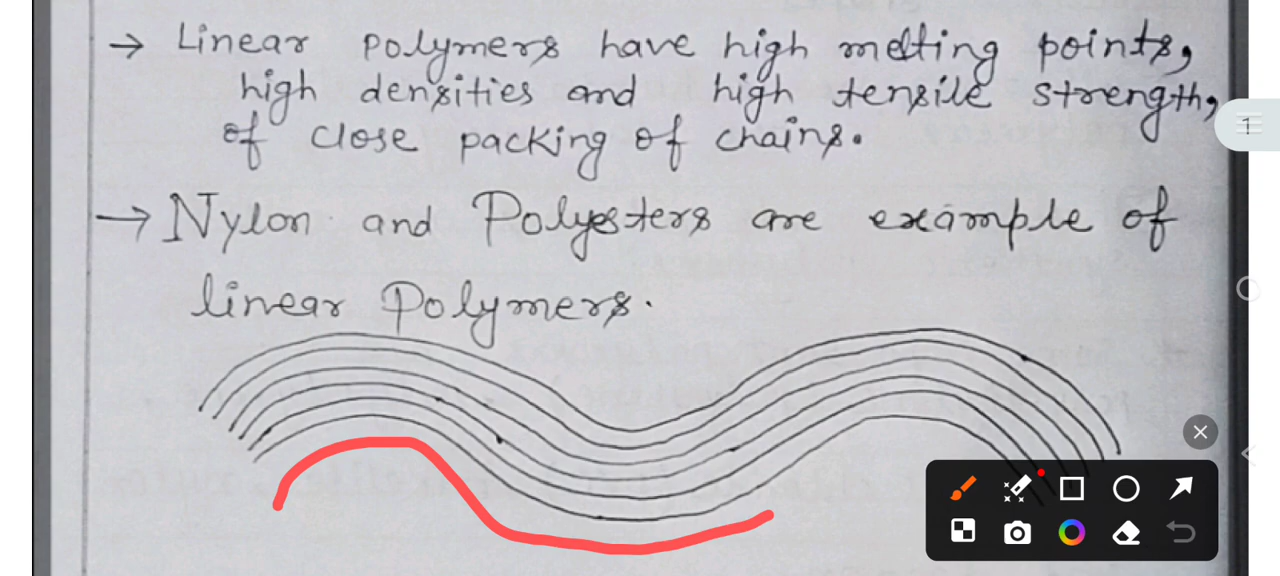 → Linear polymers have high melting points,
high densities and high tensile strength,
of close packing of chains.
→ Nylon and Polyesters are example of
linear Polymers.
1